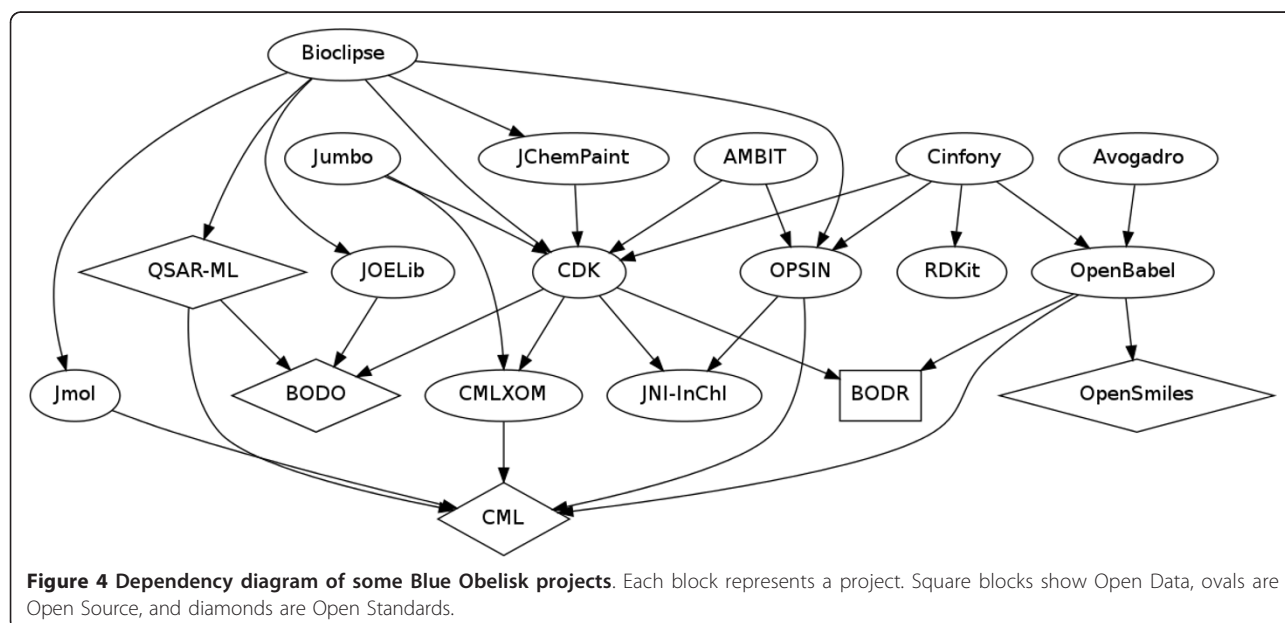 Bioclipse
Jumbo
JChemPaint
AMBIT
Cinfony
Avogadro
QSAR-ML
JOELib
CDK
OPSIN
RDKit
OpenBabel
Jmol
BODO
CMLXOM
JNI-InChI
BODR
OpenSmiles
CML
Figure 4 Dependency diagram of some Blue Obelisk projects. Each block represents a project. Square blocks show Open Data, ovals are
Open Source, and diamonds are Open Standards.